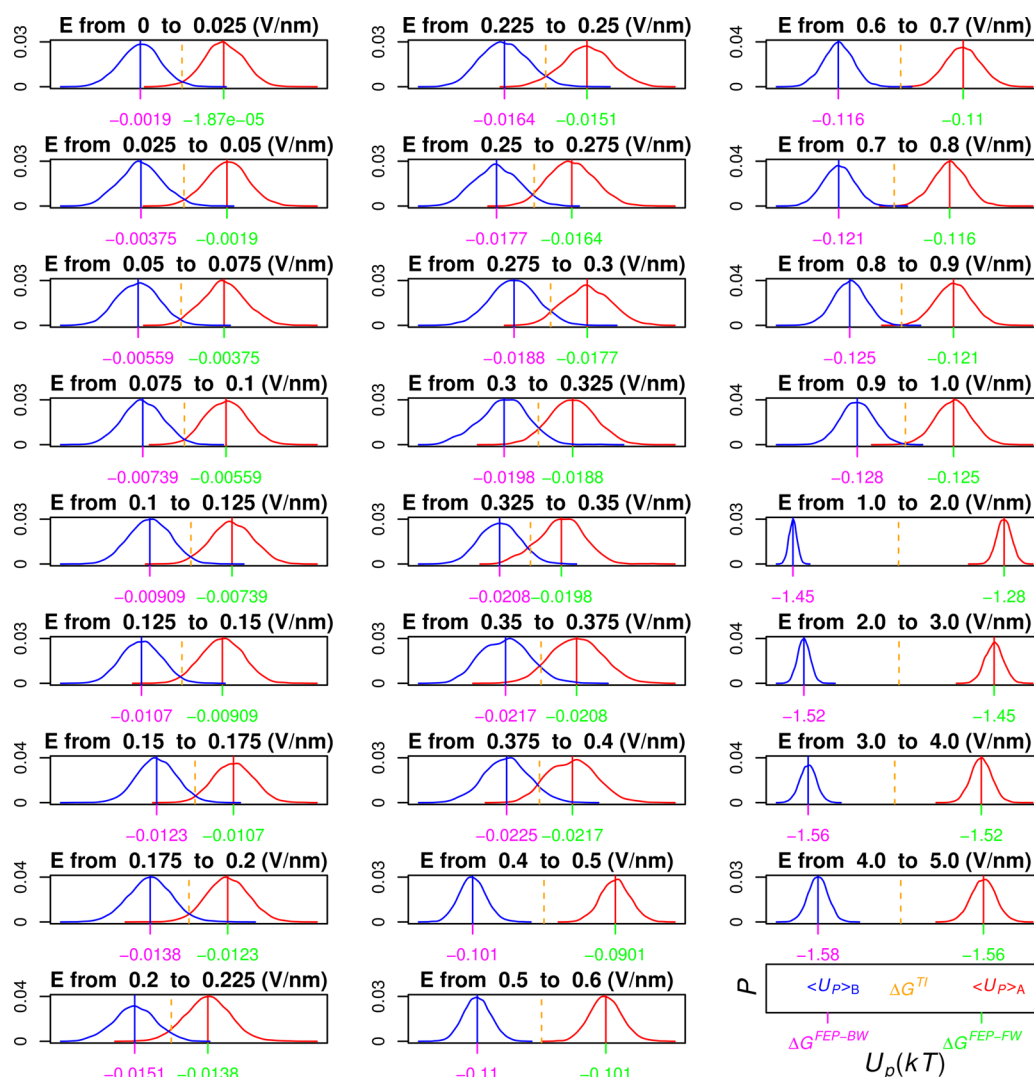 E from 0 to 0.025 (V/nm)
0.03
0
−0.0019 −1.87e−05
E from 0.025 to 0.05 (V/nm)
0.03
0
−0.00375 −0.0019
E from 0.05 to 0.075 (V/nm)
0.03
0
−0.00559 −0.00375
E from 0.075 to 0.1 (V/nm)
0.03
0
−0.00739 −0.00559
E from 0.1 to 0.125 (V/nm)
0.03
0
−0.00909 −0.00739
E from 0.125 to 0.15 (V/nm)
0.03
0
−0.0107 −0.00909
E from 0.15 to 0.175 (V/nm)
0.04
0
−0.0123 −0.0107
E from 0.175 to 0.2 (V/nm)
0.04
0
−0.0138 −0.0123
E from 0.2 to 0.225 (V/nm)
0.04
0
−0.0151 −0.0138
E from 0.225 to 0.25 (V/nm)
0.03
0
−0.0164 −0.0151
E from 0.25 to 0.275 (V/nm)
0.03
0
−0.0177 −0.0164
E from 0.275 to 0.3 (V/nm)
0.03
0
−0.0188 −0.0177
E from 0.3 to 0.325 (V/nm)
0.03
0
−0.0198 −0.0188
E from 0.325 to 0.35 (V/nm)
0.03
0
−0.0208 −0.0198
E from 0.35 to 0.375 (V/nm)
0.03
0
−0.0217 −0.0208
E from 0.375 to 0.4 (V/nm)
0.03
0
−0.0225 −0.0217
E from 0.4 to 0.5 (V/nm)
0.03
0
−0.101 −0.0901
E from 0.5 to 0.6 (V/nm)
0.03
0
−0.11 −0.101
E from 0.6 to 0.7 (V/nm)
0.04
0
−0.116 −0.11
E from 0.7 to 0.8 (V/nm)
0.04
0
−0.121 −0.116
E from 0.8 to 0.9 (V/nm)
0.04
0
−0.125 −0.121
E from 0.9 to 1.0 (V/nm)
0.04
0
−0.128 −0.125
E from 1.0 to 2.0 (V/nm)
0.03
0
−1.45 −1.28
E from 2.0 to 3.0 (V/nm)
0.04
0
−1.52 −1.45
E from 3.0 to 4.0 (V/nm)
0.04
0
−1.56 −1.52
E from 4.0 to 5.0 (V/nm)
0.03
0
−1.58 −1.56
P
<U_P>_B ΔG^TI <U_P>_A
ΔG^FEP−BW ΔG^FEP−FW
U_p(kT)